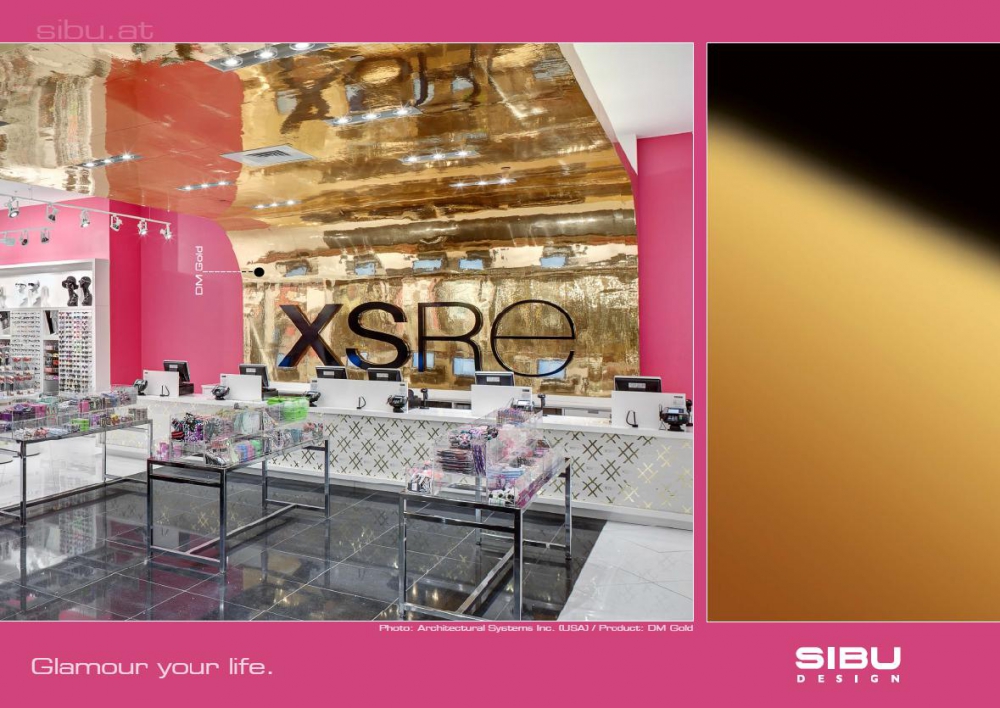 sibu.at
DM Gold
xsRe
Photo: Architectural Systems Inc. (USA) / Product: DM Gold
Glamour your life.
SIBU
DESIGN